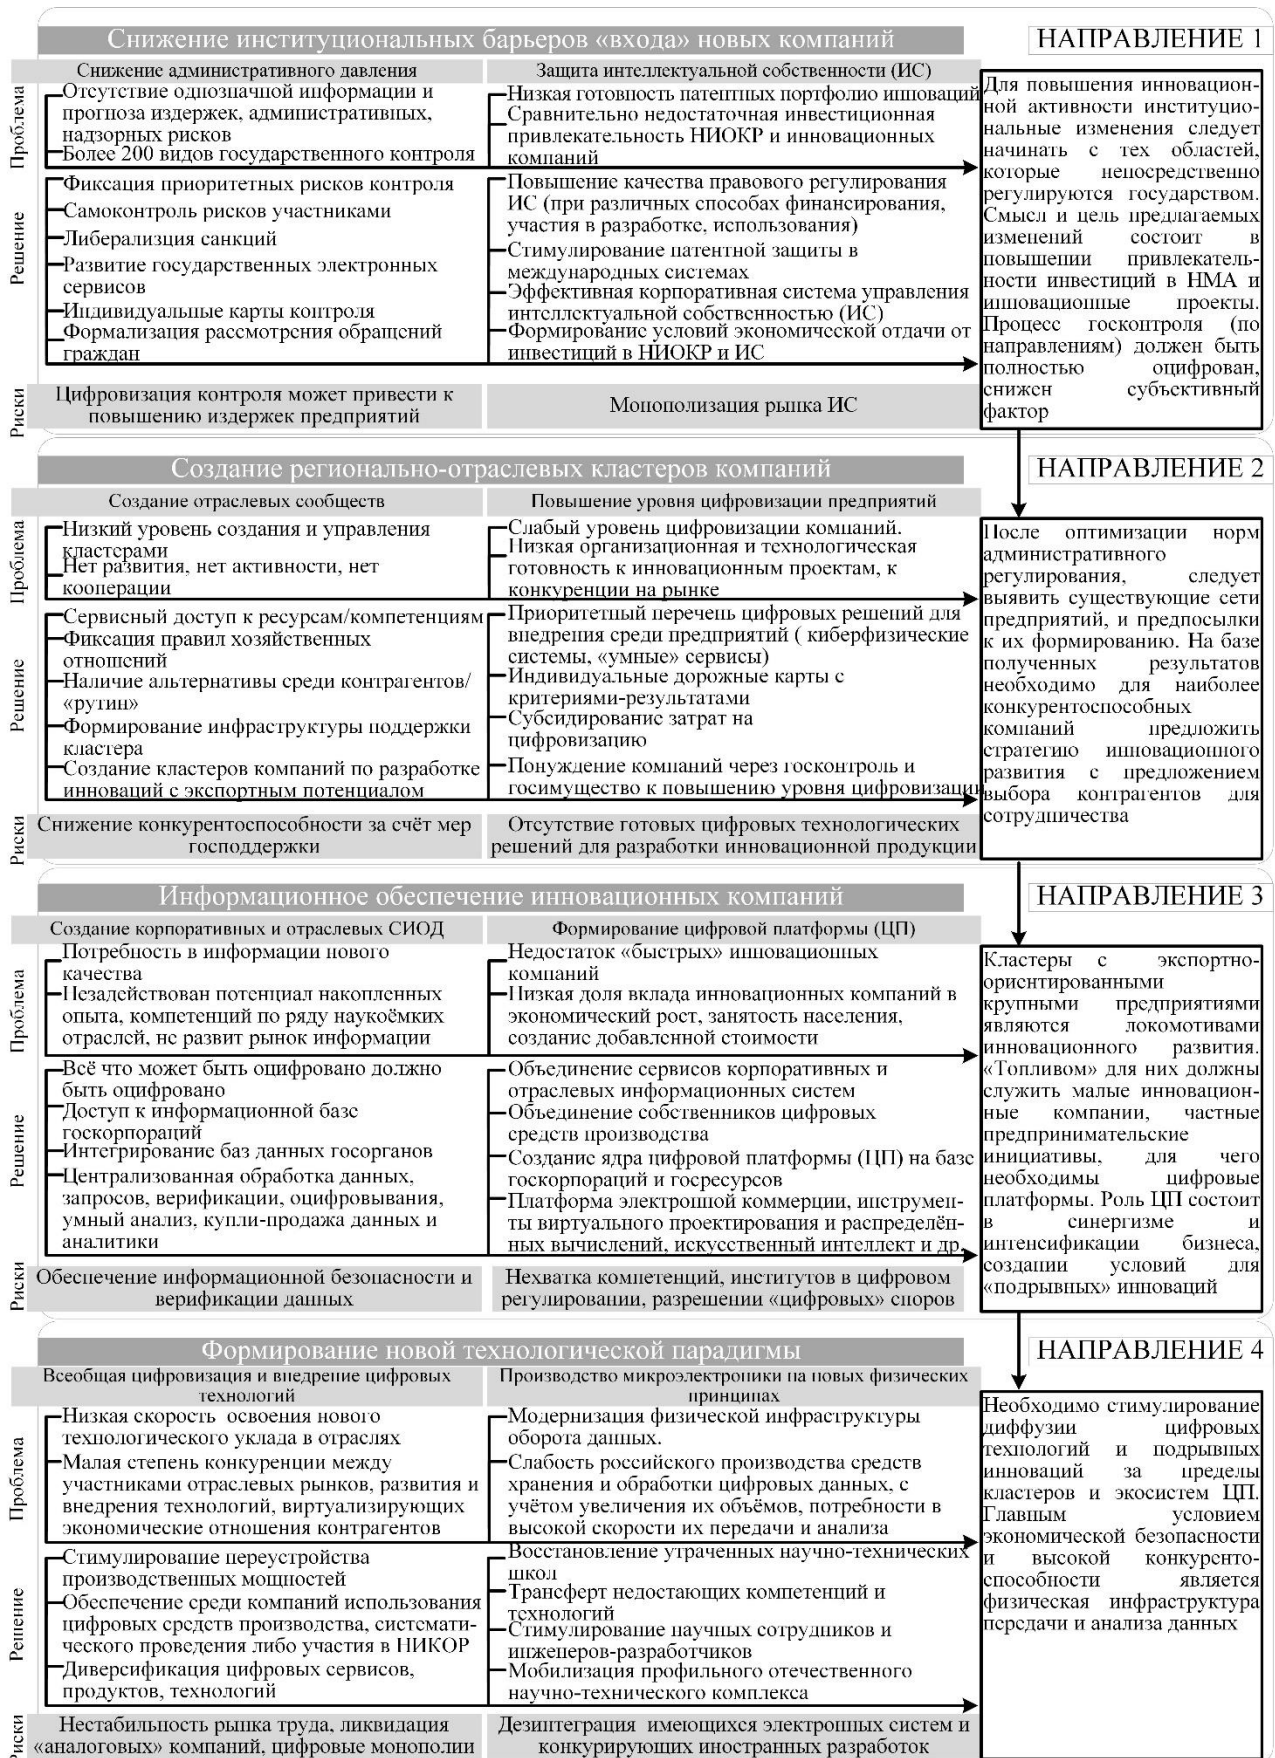 Снижение институциональных барьеров «входа» новых компаний
НАПРАВЛЕНИЕ 1
Снижение административного давления
Защита интеллектуальной собственности (ИС)
Проблема
Отсутствие однозначной информации и
прогноза издержек, административных,
надзорных рисков
Более 200 видов государственного контроля
Низкая готовность патентных портфолио инноваций
Сравнительно недостаточная инвестиционная
привлекательность НИОКР и инновационных
компаний
Решение
Фиксация приоритетных рисков контроля
Самоконтроль рисков участниками
Либерализция санкций
Развитие государственных электронных
сервисов
Индивидуальные карты контроля
Формализация рассмотрения обращений
граждан
Повышение качества правового регулирования
ИС (при различных способах финансирования,
участия в разработке, использования)
Стимулирование патентной защиты в
международных системах
Эффективная корпоративная система управления
интеллектуальной собственностью (ИС)
Формирование условий экономической отдачи от
инвестиций в НИОКР и ИС
Риски
Цифровизация контроля может привести к
повышению издержек предприятий
Монополизация рынка ИС
Для повышения инновацион-
ной активности институцио-
нальные изменения следует
начинать с тех областей,
которые непосредственно
регулируются государством.
Смысл и цель предлагаемых
изменений состоит в
повышении привлекатель-
ности инвестиций в НМА и
инновационные проекты.
Процесс госконтроля (по
направлениям) должен быть
полностью оцифрован,
снижен субъективный
фактор
Создание регионально-отраслевых кластеров компаний
НАПРАВЛЕНИЕ 2
Создание отраслевых сообществ
Повышение уровня цифровизации предприятий
Проблема
Низкий уровень создания и управления
кластерами
Нет развития, нет активности, нет
кооперации
Слабый уровень цифровизации компаний.
Низкая организационная и технологическая
готовность к инновационным проектам, к
конкуренции на рынке
Решение
Сервисный доступ к ресурсам/компетенциям
Фиксация правил хозяйственных
отношений
Наличие альтернативы среди контрагентов/
«рутин»
Формирование инфраструктуры поддержки
кластера
Создание кластеров компаний по разработке
инноваций с экспортным потенциалом
Приоритетный перечень цифровых решений для
внедрения среди предприятий ( киберфизические
системы, «умные» сервисы)
Индивидуальные дорожные карты с
критериями-результатами
Субсидирование затрат на
цифровизацию
Понуждение компаний через госконтроль и
госимущество к повышению уровня цифровизации
Риски
Снижение конкурентоспособности за счёт мер
господдержки
Отсутствие готовых цифровых технологических
решений для разработки инновационной продукции
После оптимизации норм
административного
регулирования, следует
выявить существующие сети
предприятий, и предпосылки
к их формированию. На базе
полученных результатов
необходимо для наиболее
конкурентоспособных
компаний предложить
стратегию инновационного
развития с предложением
выбора контрагентов для
сотрудничества
Информационное обеспечение инновационных компаний
НАПРАВЛЕНИЕ 3
Создание корпоративных и отраслевых СИОД
Формирование цифровой платформы (ЦП)
Проблема
Потребность в информации нового
качества
Незадействован потенциал накопленных
опыта, компетенций по ряду наукоёмких
отраслей, не развит рынок информации
Недостаток «быстрых» инновационных
компаний
Низкая доля вклада инновационных компаний в
экономический рост, занятость населения,
создание добавленной стоимости
Решение
Всё что может быть оцифровано должно
быть оцифровано
Доступ к информационной базе
госкорпораций
Интегрирование баз данных госорганов
Централизованная обработка данных,
запросов, верификации, оцифровывания,
умный анализ, купли-продажа данных и
аналитики
Объединение сервисов корпоративных и
отраслевых информационных систем
Объединение собственников цифровых
средств производства
Создание ядра цифровой платформы (ЦП) на базе
госкорпораций и госресурсов
Платформа электронной коммерции, инструмен-
ты виртуального проектирования и распределён-
ных вычислений, искусственный интеллект и др.
Риски
Обеспечение информационной безопасности и
верификации данных
Нехватка компетенций, институтов в цифровом
регулировании, разрешении «цифровых» споров
Кластеры с экспортно-
ориентированными
крупными предприятиями
являются локомотивами
инновационного развития.
«Топливом» для них должны
служить малые инновацион-
ные компании, частные
предпринимательские
инициативы, для чего
необходимы цифровые
платформы. Роль ЦП состоит
в синергизме и
интенсификации бизнеса,
создании условий для
«подрывных» инноваций
Формирование новой технологической парадигмы
НАПРАВЛЕНИЕ 4
Всеобщая цифровизация и внедрение цифровых
технологий
Производство микроэлектроники на новых физических
принципах
Проблема
Низкая скорость освоения нового
технологического уклада в отраслях
Малая степень конкуренции между
участниками отраслевых рынков, развития и
внедрения технологий, виртуализирующих
экономические отношения контрагентов
Модернизация физической инфраструктуры
оборота данных.
Слабость российского производства средств
хранения и обработки цифровых данных, с
учётом увеличения их объёмов, потребности в
высокой скорости их передачи и анализа
Решение
Стимулирование переустройства
производственных мощностей
Обеспечение среди компаний использования
цифровых средств производства, системати-
ческого проведения либо участия в НИКОР
Диверсификация цифровых сервисов,
продуктов, технологий
Восстановление утраченных научно-технических
школ
Трансферт недостающих компетенций и
технологий
Стимулирование научных сотрудников и
инженеров-разработчиков
Мобилизация профильного отечественного
научно-технического комплекса
Риски
Нестабильность рынка труда, ликвидация
«аналоговых» компаний, цифровые монополии
Дезинтеграция имеющихся электронных систем и
конкурирующих иностранных разработок
Необходимо стимулирование
диффузии цифровых
технологий и подрывных
инноваций за пределы
кластеров и экосистем ЦП.
Главным условием
экономической безопасности
и высокой конкуренто-
способности является
физическая инфраструктура
передачи и анализа данных